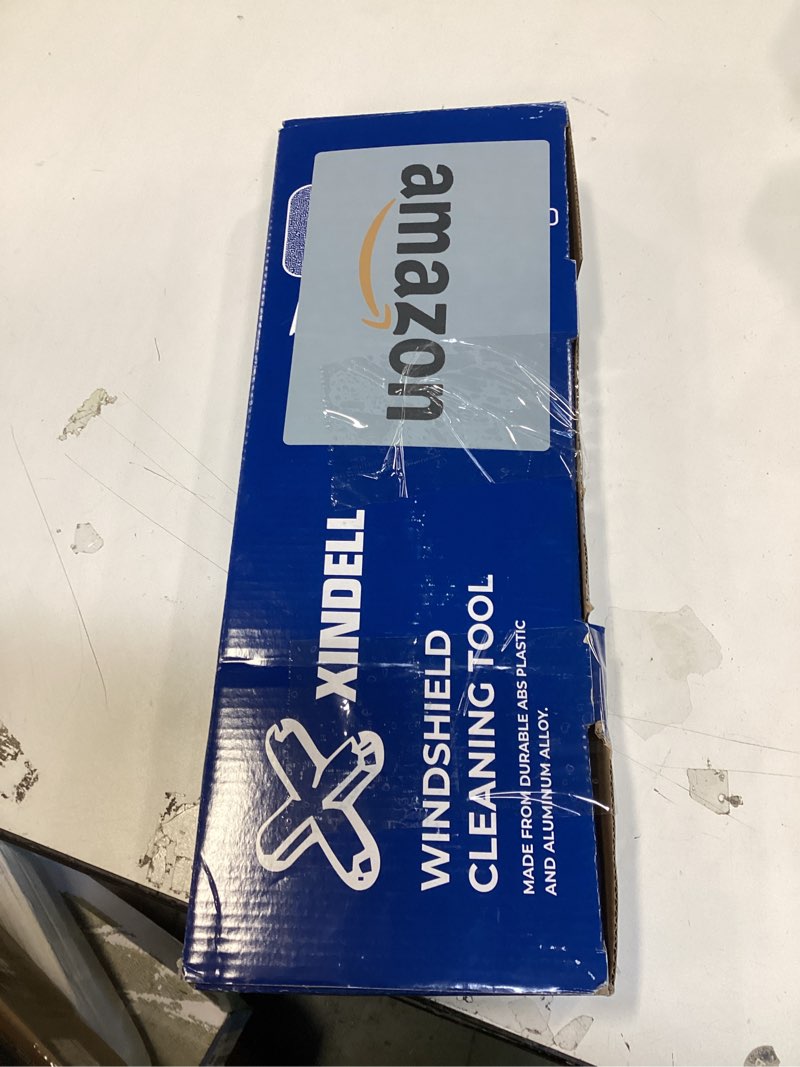 amazon
XINDELL
WINDSHIELD
CLEANING TOOL
MADE FROM DURABLE ABS PLASTIC
AND ALUMINUM ALLOY.